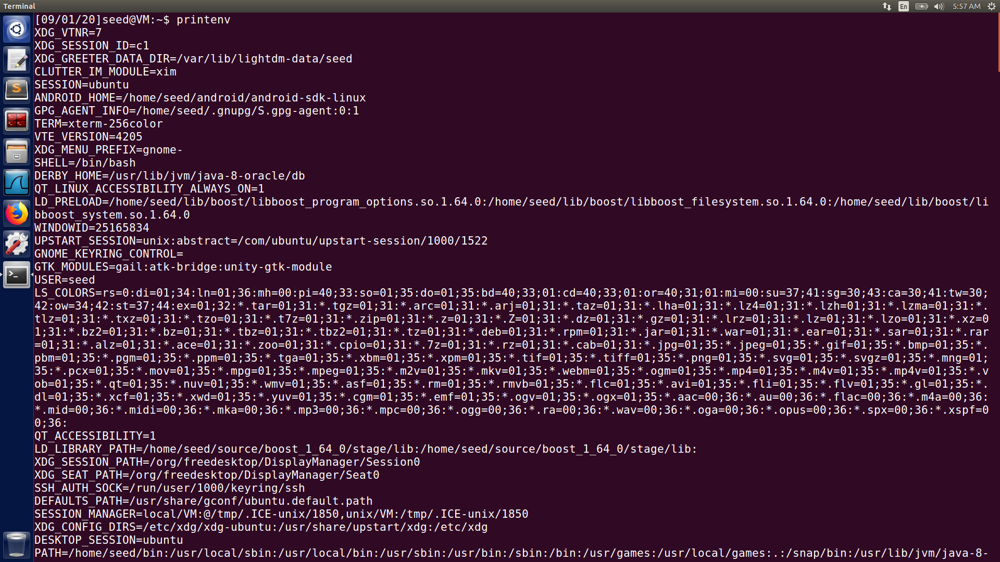 Terminal
En
5:57 AM
[09/01/20]seed@VM:~$ printenv
XDG_VTNR=7
XDG_SESSION_ID=c1
XDG_GREETER_DATA_DIR=/var/lib/lightdm-data/seed
CLUTTER_IM_MODULE=xim
SESSION=ubuntu
ANDROID_HOME=/home/seed/android/android-sdk-linux
GPG_AGENT_INFO=/home/seed/.gnupg/S.gpg-agent:0:1
TERM=xterm-256color
VTE_VERSION=4205
XDG_MENU_PREFIX=gnome-
SHELL=/bin/bash
DERBY_HOME=/usr/lib/jvm/java-8-oracle/db
QT_LINUX_ACCESSIBILITY_ALWAYS_ON=1
LD_PRELOAD=/home/seed/lib/boost/libboost_program_options.so.1.64.0:/home/seed/lib/boost/libboost_filesystem.so.1.64.0:/home/seed/lib/boost/li
bboost_system.so.1.64.0
WINDOWID=25165834
UPSTART_SESSION=unix:abstract=/com/ubuntu/upstart-session/1000/1522
GNOME_KEYRING_CONTROL=
GTK_MODULES=gail:atk-bridge:unity-gtk-module
USER=seed
LS_COLORS=rs=0:di=01;34:ln=01;36:mh=00:pi=40;33:so=01;35:do=01;35:bd=40;33;01:cd=40;33;01:or=40;31;01:mi=00:su=37;41:sg=30;43:ca=30;41:tw=30;
42:ow=34;42:st=37;44:ex=01;32:*.tar=01;31:*.tgz=01;31:*.arc=01;31:*.arj=01;31:*.taz=01;31:*.lha=01;31:*.lz4=01;31:*.lzh=01;31:*.lzma=01;31:*.
tlz=01;31:*.txz=01;31:*.tzo=01;31:*.t7z=01;31:*.zip=01;31:*.z=01;31:*.Z=01;31:*.dz=01;31:*.gz=01;31:*.lrz=01;31:*.lz=01;31:*.lzo=01;31:*.xz=0
1;31:*.bz2=01;31:*.bz=01;31:*.tbz=01;31:*.tbz2=01;31:*.tz=01;31:*.deb=01;31:*.rpm=01;31:*.jar=01;31:*.war=01;31:*.ear=01;31:*.sar=01;31:*.rar
=01;31:*.alz=01;31:*.ace=01;31:*.zoo=01;31:*.cpio=01;31:*.7z=01;31:*.rz=01;31:*.cab=01;31:*.jpg=01;35:*.jpeg=01;35:*.gif=01;35:*.bmp=01;35:*.
pbm=01;35:*.pgm=01;35:*.ppm=01;35:*.tga=01;35:*.xbm=01;35:*.xpm=01;35:*.tif=01;35:*.tiff=01;35:*.png=01;35:*.svg=01;35:*.svgz=01;35:*.mng=01;
35:*.pcx=01;35:*.mov=01;35:*.mpg=01;35:*.mpeg=01;35:*.m2v=01;35:*.mkv=01;35:*.webm=01;35:*.ogm=01;35:*.mp4=01;35:*.m4v=01;35:*.mp4v=01;35:*.v
ob=01;35:*.qt=01;35:*.nuv=01;35:*.wmv=01;35:*.asf=01;35:*.rm=01;35:*.rmvb=01;35:*.flc=01;35:*.avi=01;35:*.fli=01;35:*.flv=01;35:*.gl=01;35:*.
dl=01;35:*.xcf=01;35:*.xwd=01;35:*.yuv=01;35:*.cgm=01;35:*.emf=01;35:*.ogv=01;35:*.ogx=01;35:*.aac=00;36:*.au=00;36:*.flac=00;36:*.m4a=00;36:
*.mid=00;36:*.midi=00;36:*.mka=00;36:*.mp3=00;36:*.mpc=00;36:*.ogg=00;36:*.ra=00;36:*.wav=00;36:*.oga=00;36:*.opus=00;36:*.spx=00;36:*.xspf=0
0;36:
QT_ACCESSIBILITY=1
LD_LIBRARY_PATH=/home/seed/source/boost_1_64_0/stage/lib:/home/seed/source/boost_1_64_0/stage/lib:
XDG_SESSION_PATH=/org/freedesktop/DisplayManager/Session0
XDG_SEAT_PATH=/org/freedesktop/DisplayManager/Seat0
SSH_AUTH_SOCK=/run/user/1000/keyring/ssh
DEFAULTS_PATH=/usr/share/gconf/ubuntu.default.path
SESSION_MANAGER=local/VM:@/tmp/.ICE-unix/1850,unix/VM:/tmp/.ICE-unix/1850
XDG_CONFIG_DIRS=/etc/xdg/xdg-ubuntu:/usr/share/upstart/xdg:/etc/xdg
DESKTOP_SESSION=ubuntu
PATH=/home/seed/bin:/usr/local/sbin:/usr/local/bin:/usr/sbin:/usr/bin:/sbin:/bin:/usr/games:/usr/local/games:.:/snap/bin:/usr/lib/jvm/java-8-